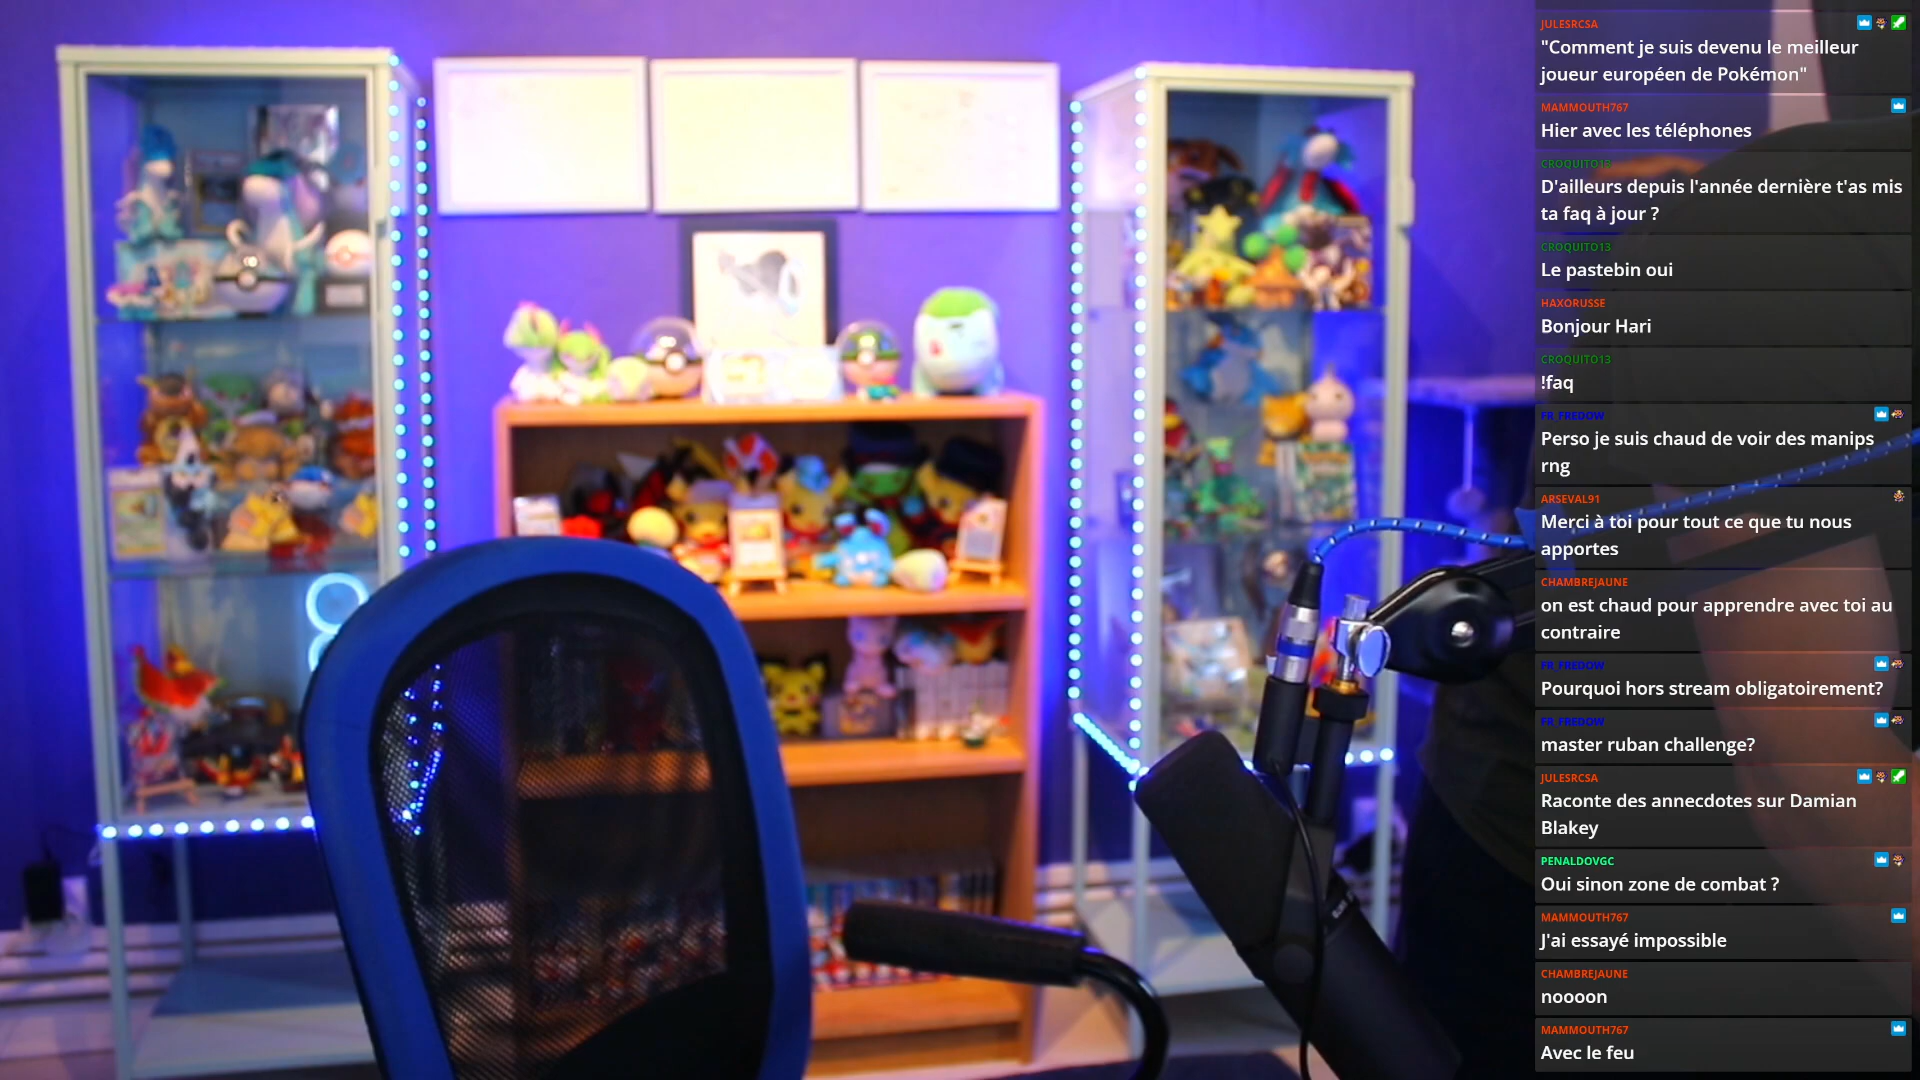 JULESRCSA
"Comment je suis devenu le meilleur
joueur européen de Pokémon"
MAMMOUTH767
Hier avec les téléphones
CROQUITO13
D'ailleurs depuis l'année dernière t'as mis
ta faq à jour ?
CROQUITO13
Le pastebin oui
HAXORUSSE
Bonjour Hari
CROQUITO13
!faq
FR_FREDOW
Perso je suis chaud de voir des manips
rng
ARSEVAL91
Merci à toi pour tout ce que tu nous
apportes
CHAMBREJAUNE
on est chaud pour apprendre avec toi au
contraire
FR_FREDOW
Pourquoi hors stream obligatoirement?
FR_FREDOW
master ruban challenge?
JULESRCSA
Raconte des annecdotes sur Damian
Blakey
PENALDOVGC
Oui sinon zone de combat ?
MAMMOUTH767
J'ai essayé impossible
CHAMBREJAUNE
noooon
MAMMOUTH767
Avec le feu